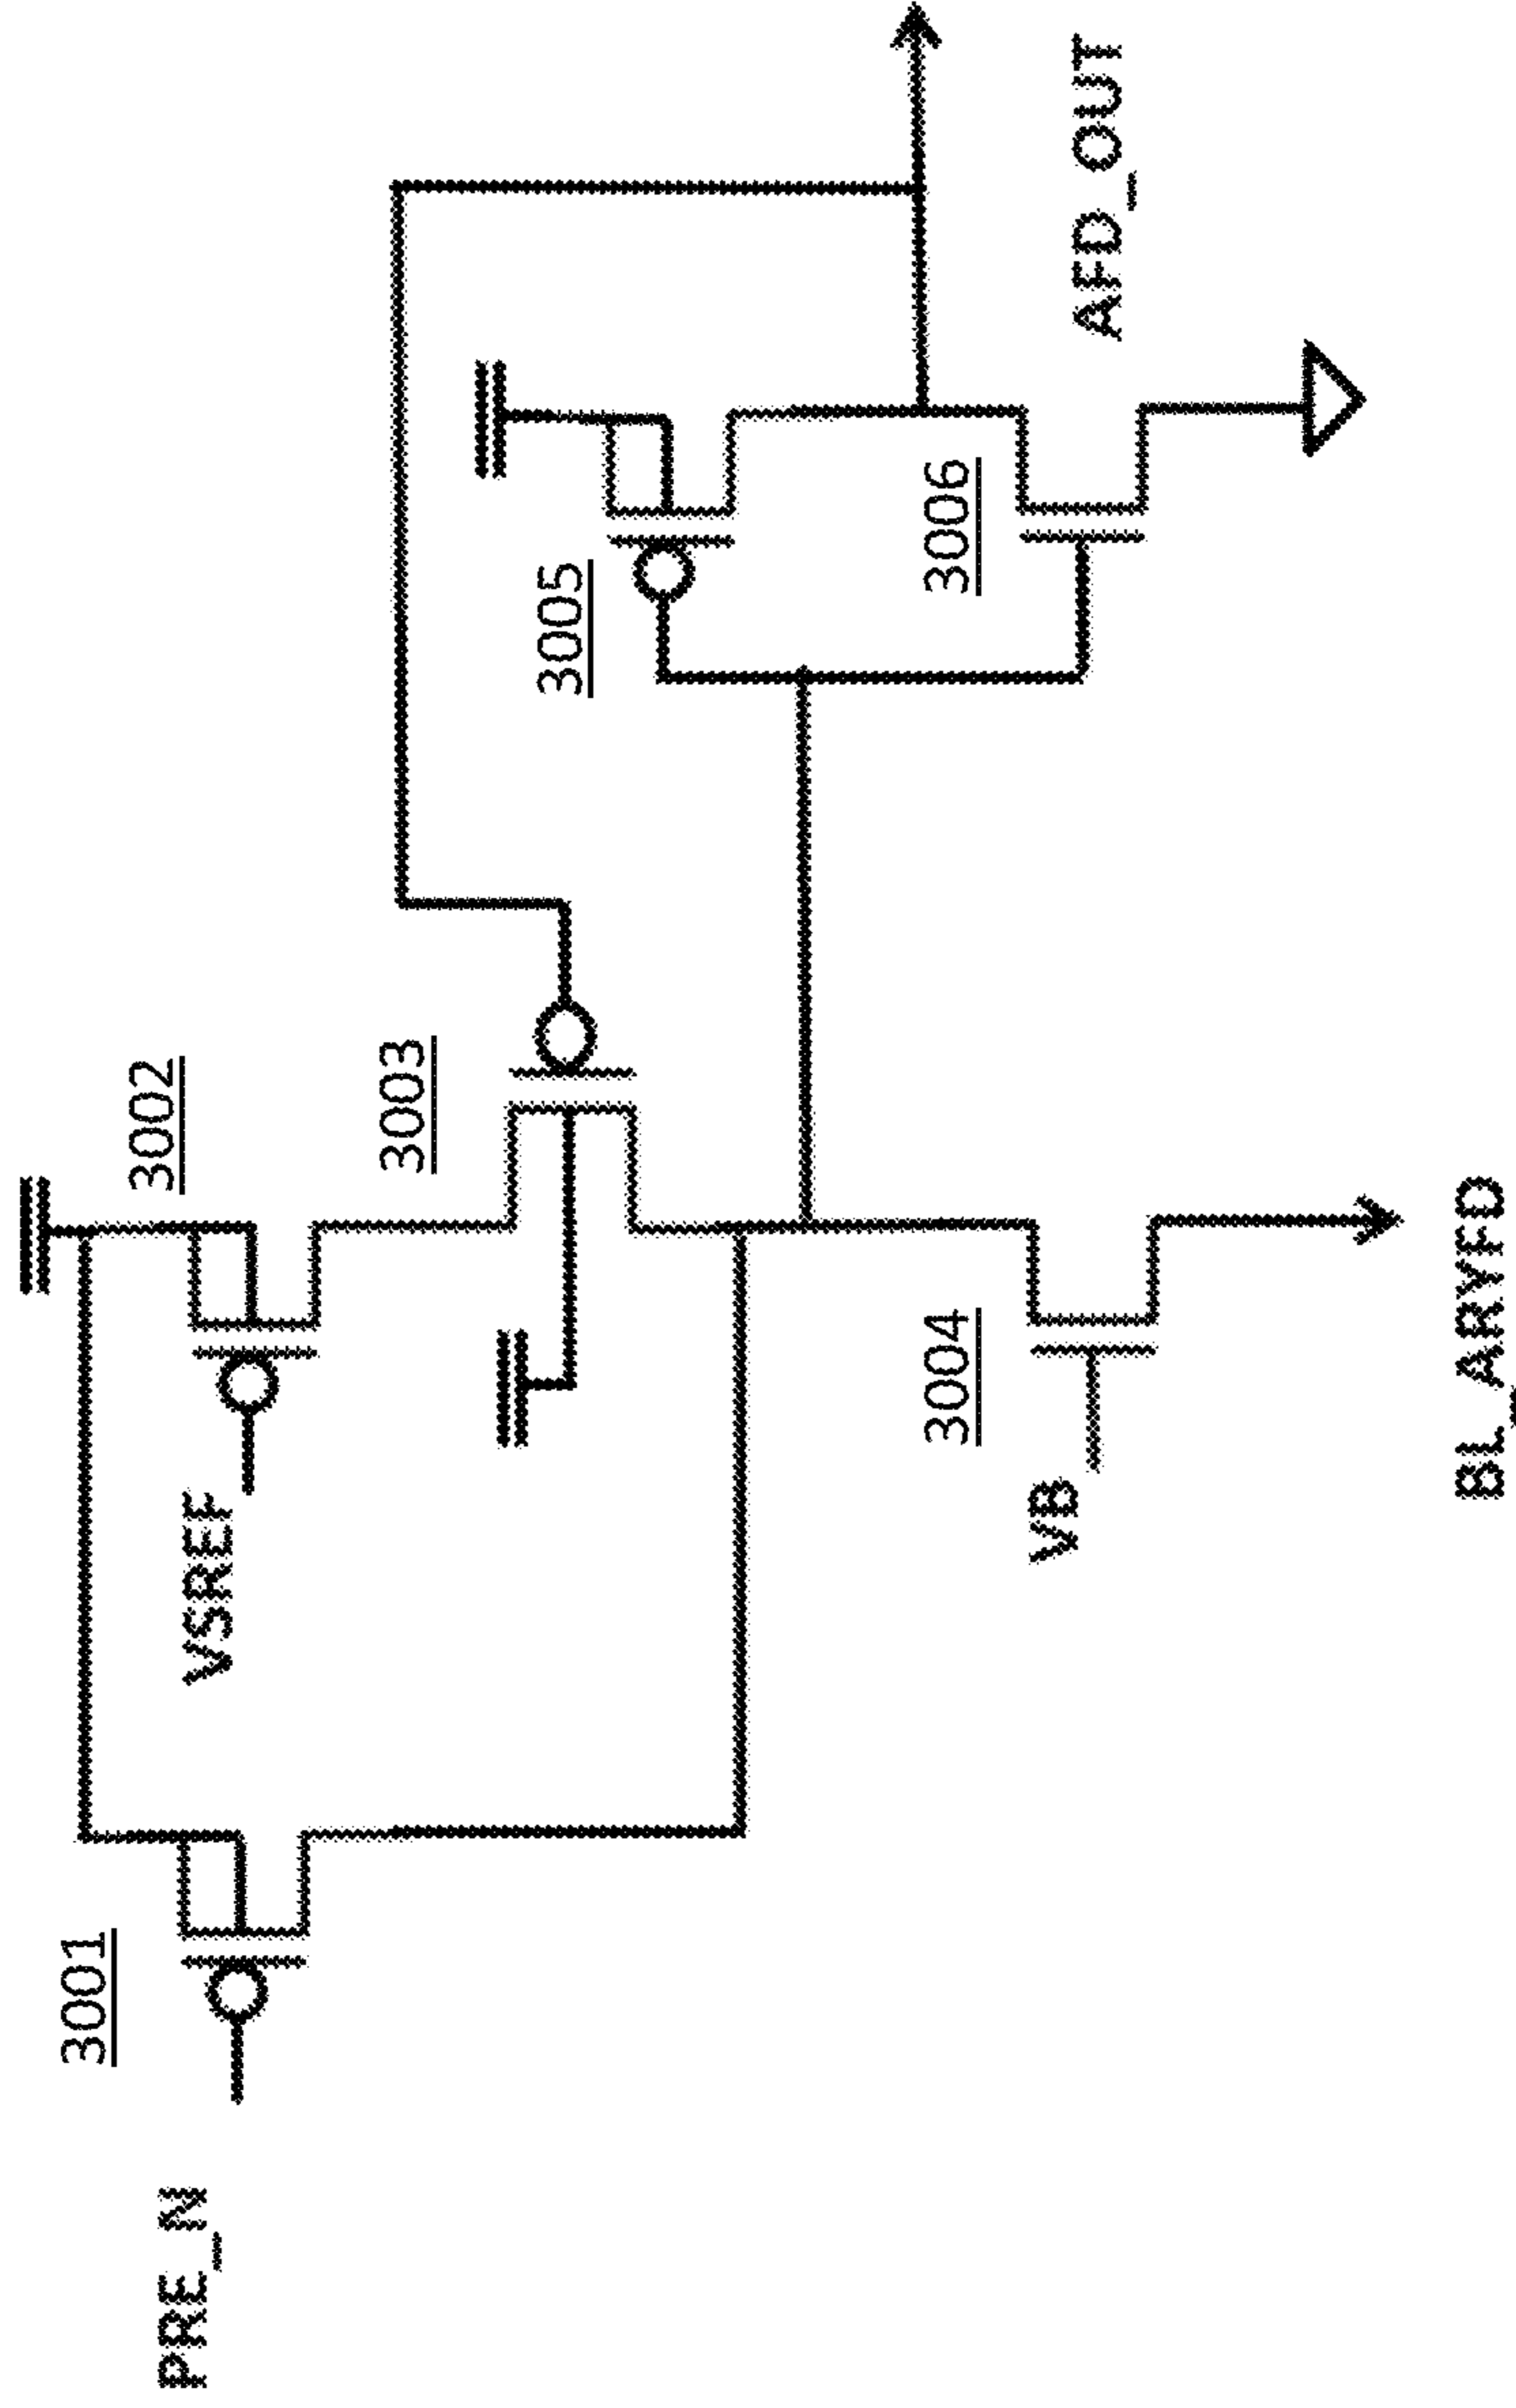 PRE_N
3001
VSREF
3002
3003
VB
3004
BL_ARYFD
3005
3006
AFD_OUT